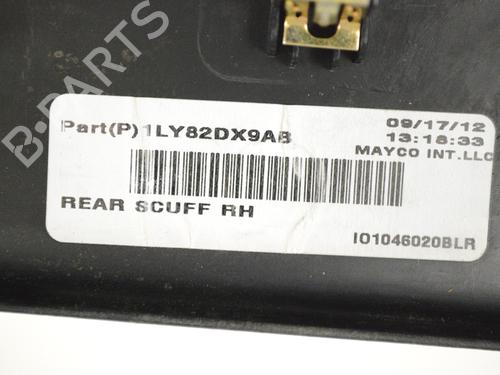 B-PARTS
Part(P)1LY82DX9AB
09/17/12
13:18:33
MAYCO INT.LLC
REAR SCUFF RH
IO1046020BLR